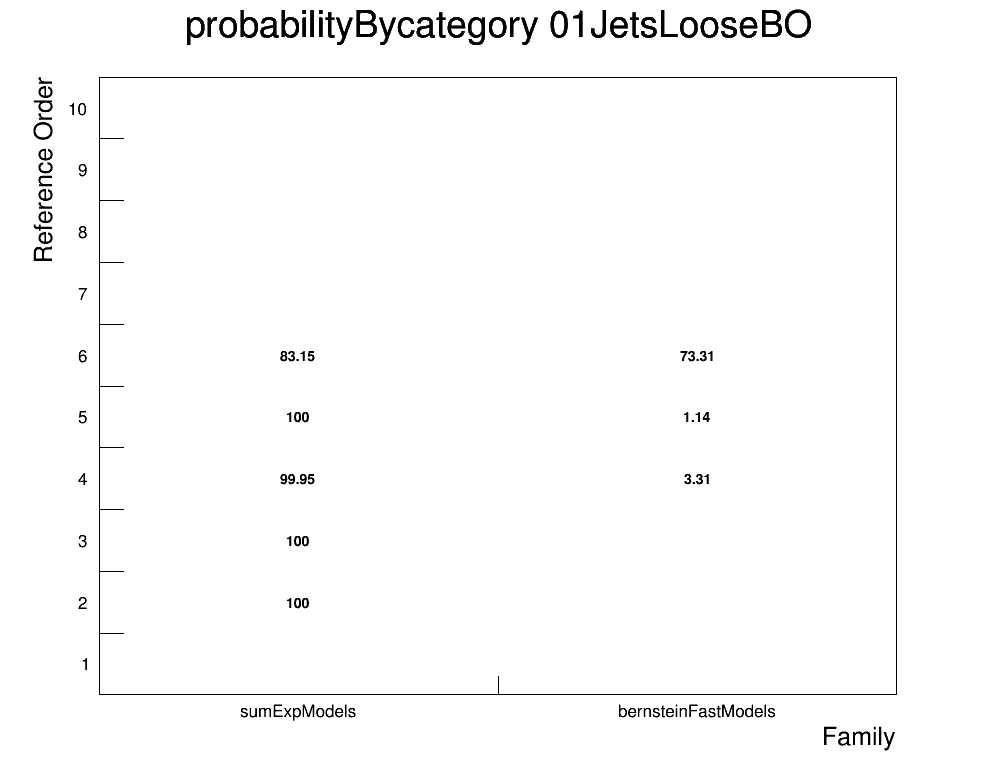 probabilityBycategory 01JetsLooseBO
Reference Order
10
9
8
7
6 83.15 73.31
5 100 1.14
4 99.95 3.31
3 100
2 100
1
sumExpModels bernsteinFastModels
Family